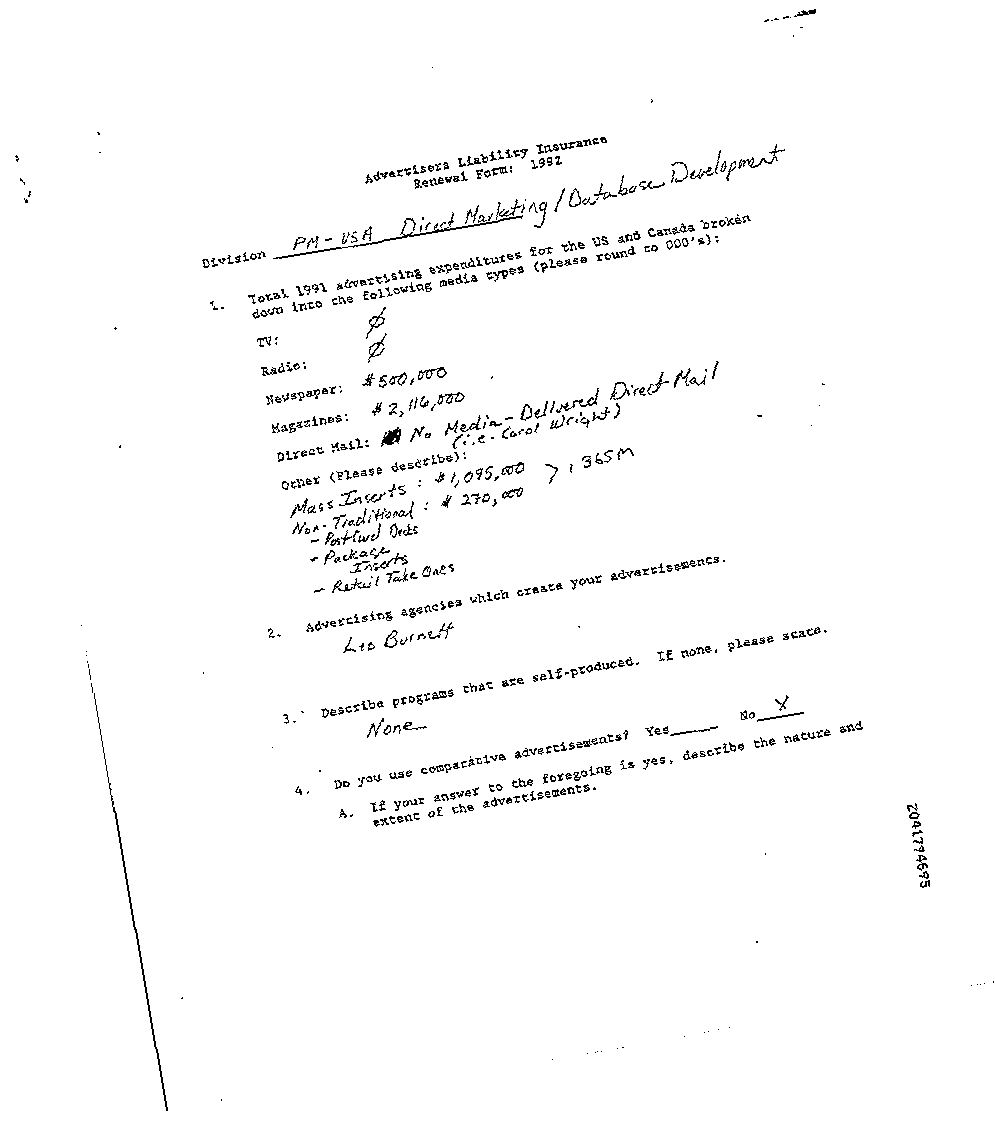 Advertisers Liability Insurance
Renewal Form: 1992
Division PM-USA Direct Marketing / Database Development
1. Total 1991 advertising expenditures for the US and Canada broken
down into the following media types (please round to 000's):
TV: Ø
Radio: Ø
Newspaper: $500,000
Magazines: $2,116,000
Direct Mail: No Media-Delivered Direct Mail
(i.e. Carol Wright)
Other (Please describe):
Mass Inserts: $1,095,000 > 1,365M
Non-Traditional: $270,000
- Postcard Decks
- Package
Inserts
- Retail Take Ones
2. Advertising agencies which create your advertisements.
Leo Burnett
3. Describe programs that are self-produced. If none, please state.
None
4. Do you use comparative advertisements? Yes____ No X
A. If your answer to the foregoing is yes, describe the nature and
extent of the advertisements.
2041794695